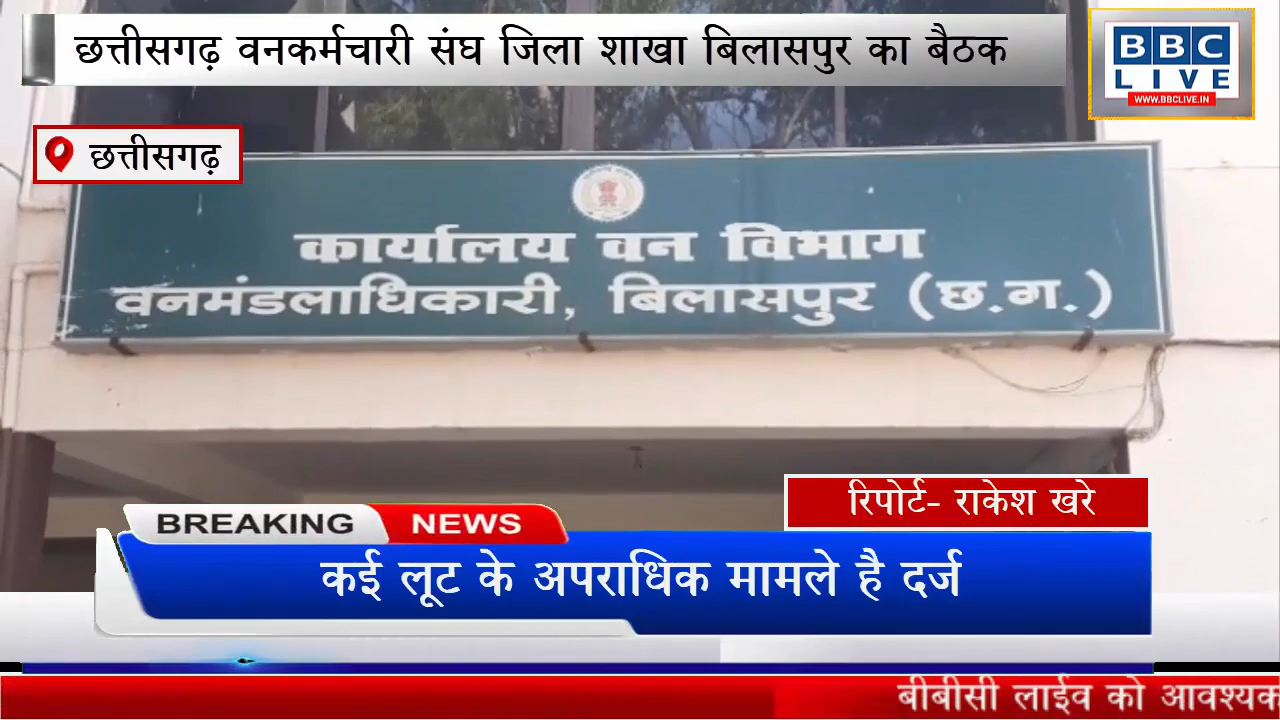 छत्तीसगढ़ वनकर्मचारी संघ जिला शाखा बिलासपुर का बैठक
BBC
LIVE
WWW.BBCLIVE.IN
छत्तीसगढ़
कार्यालय वन विभाग
वनमंडलाधिकारी, बिलासपुर (छ.ग.)
रिपोर्ट- राकेश खरे
BREAKING NEWS
कई लूट के अपराधिक मामले है दर्ज
बीबीसी लाईव को आवश्यक